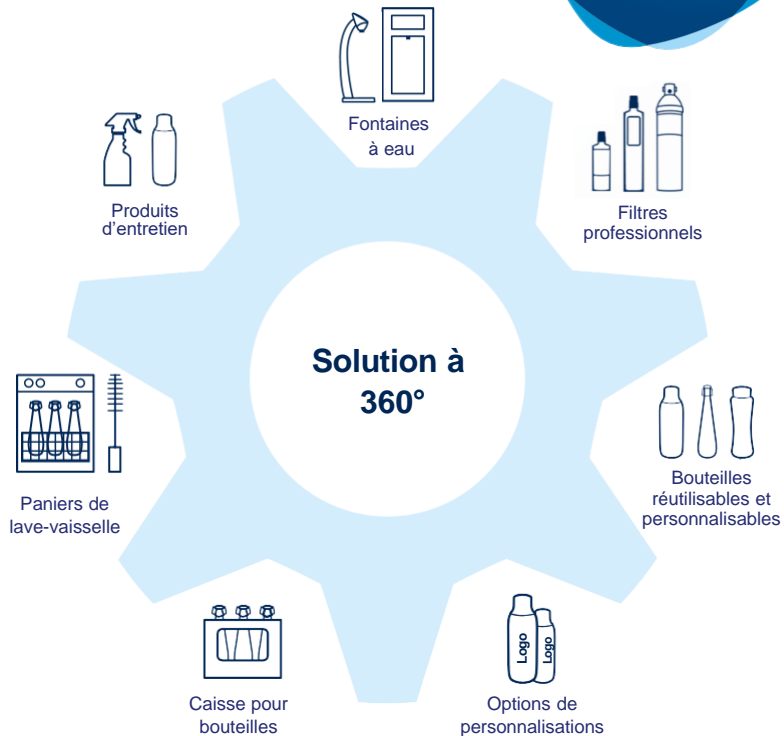 Fontaines
à eau
Produits
d'entretien
Filtres
professionnels
Solution à
360°
Paniers de
lave-vaisselle
Bouteilles
réutilisables et
personnalisables
Caisse pour
bouteilles
Logo
Logo
Options de
personnalisations